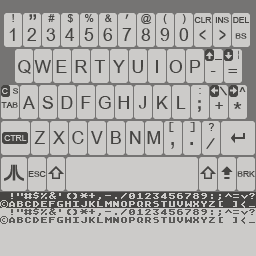 ! " # $ % & ' @ ( ) CLR INS DEL
1 2 3 4 5 6 7 8 9 0 < > BS
Q W E R T Y U I O P - =
C S TAB A S D F G H J K L ; : + *
CTRL Z X C V B N M [ , ] . ? /
ESC BRK
!"#$%&'()*+,-./0123456789:;<=>?
@ABCDEFGHIJKLMNOPQRSTUVWXYZ[\]^_
!"#$%&'()*+,-./0123456789:;<=>?
@ABCDEFGHIJKLMNOPQRSTUVWXYZ[\]^_